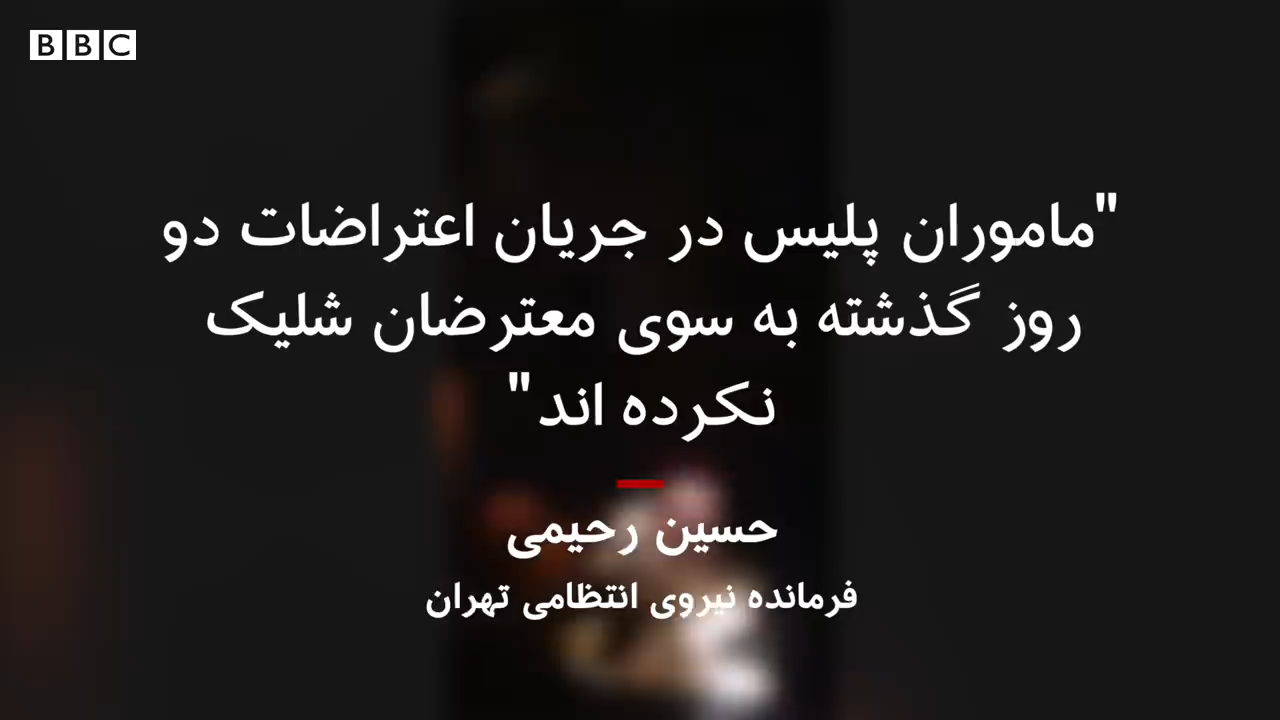 BBC
"ماموران پلیس در جریان اعتراضات دو
روز گذشته به سوی معترضان شلیک
نکرده اند"
حسین رحیمی
فرمانده نیروی انتظامی تهران